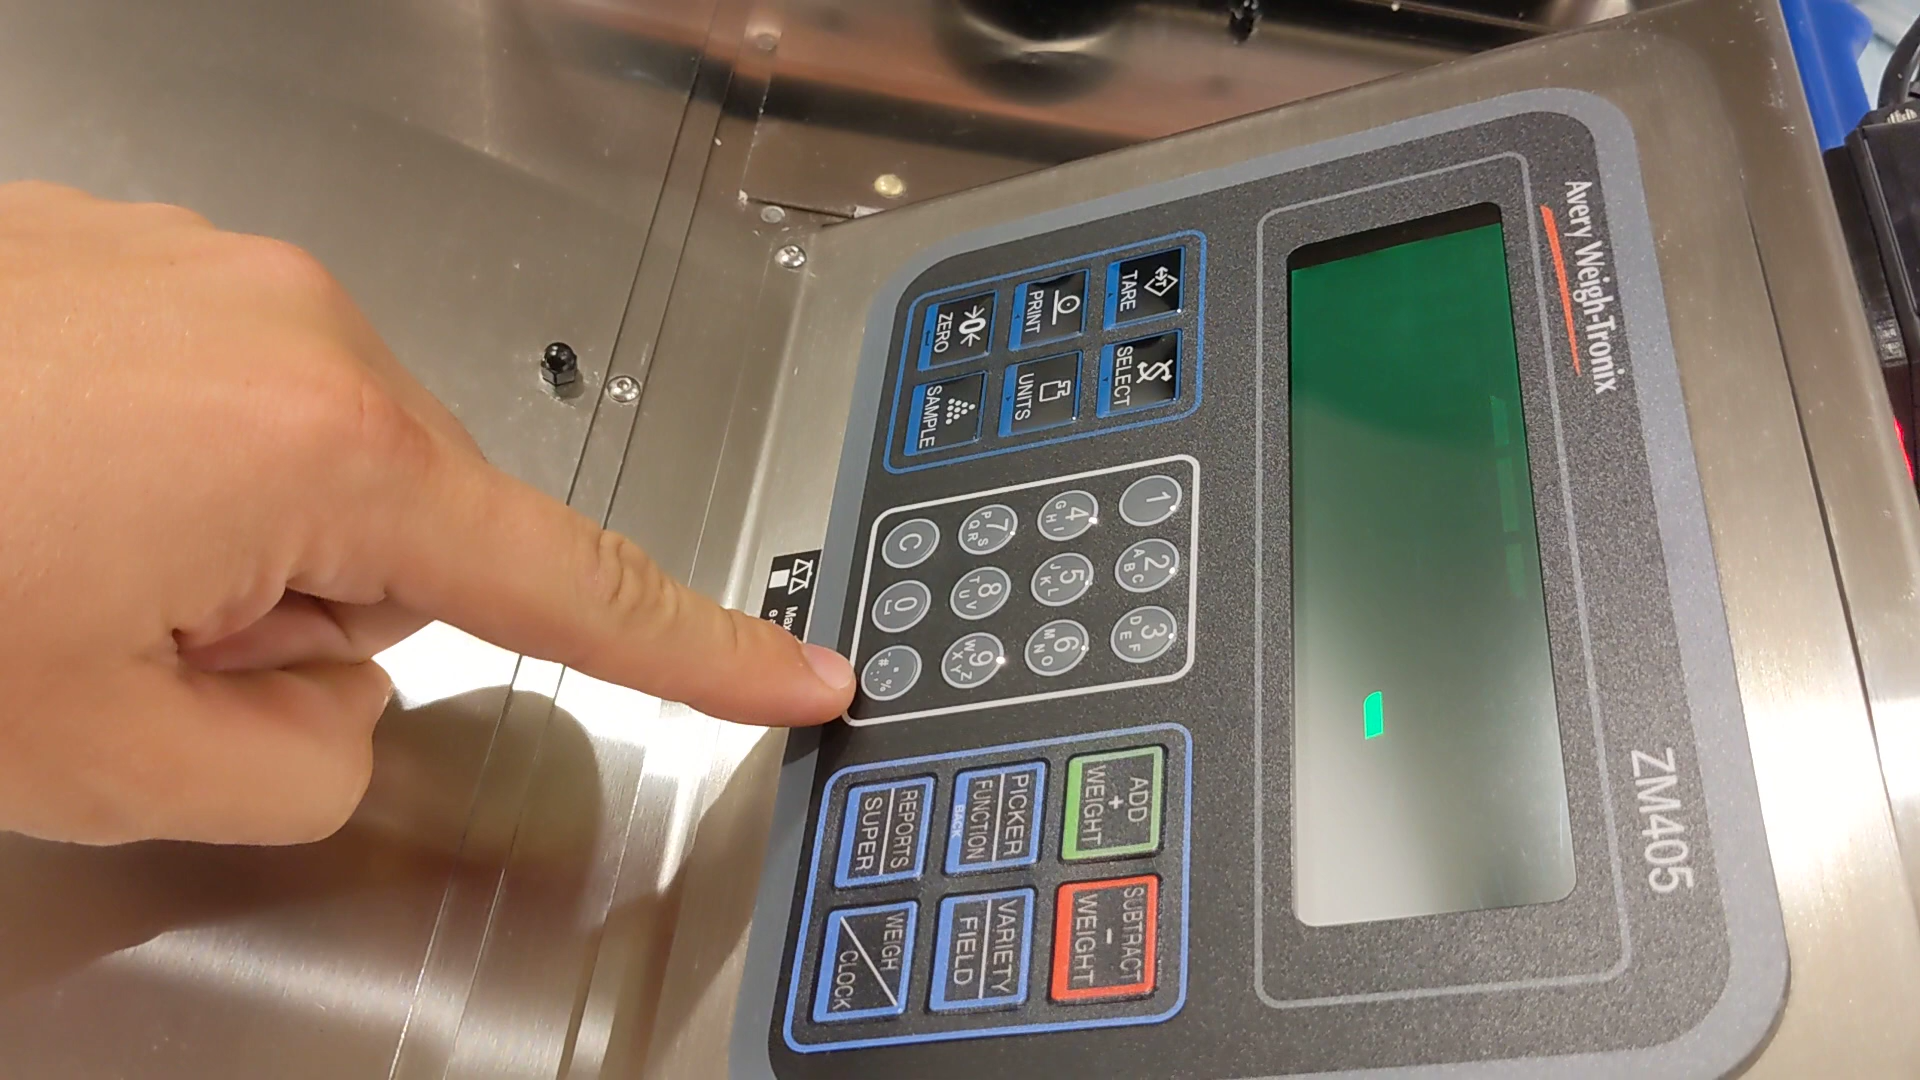 Avery Weigh-Tronix
ZM405
TARE
SELECT
PRINT
UNITS
ZERO
SAMPLE
1
2
ABC
3
DEF
4
GHI
5
JKL
6
MNO
7
PQRS
8
TUV
9
WXYZ
C
0
ADD
+
WEIGHT
SUBTRACT
-
WEIGHT
PICKER
FUNCTION
BACK
VARIETY
FIELD
REPORTS
SUPER
WEIGH
CLOCK
Max